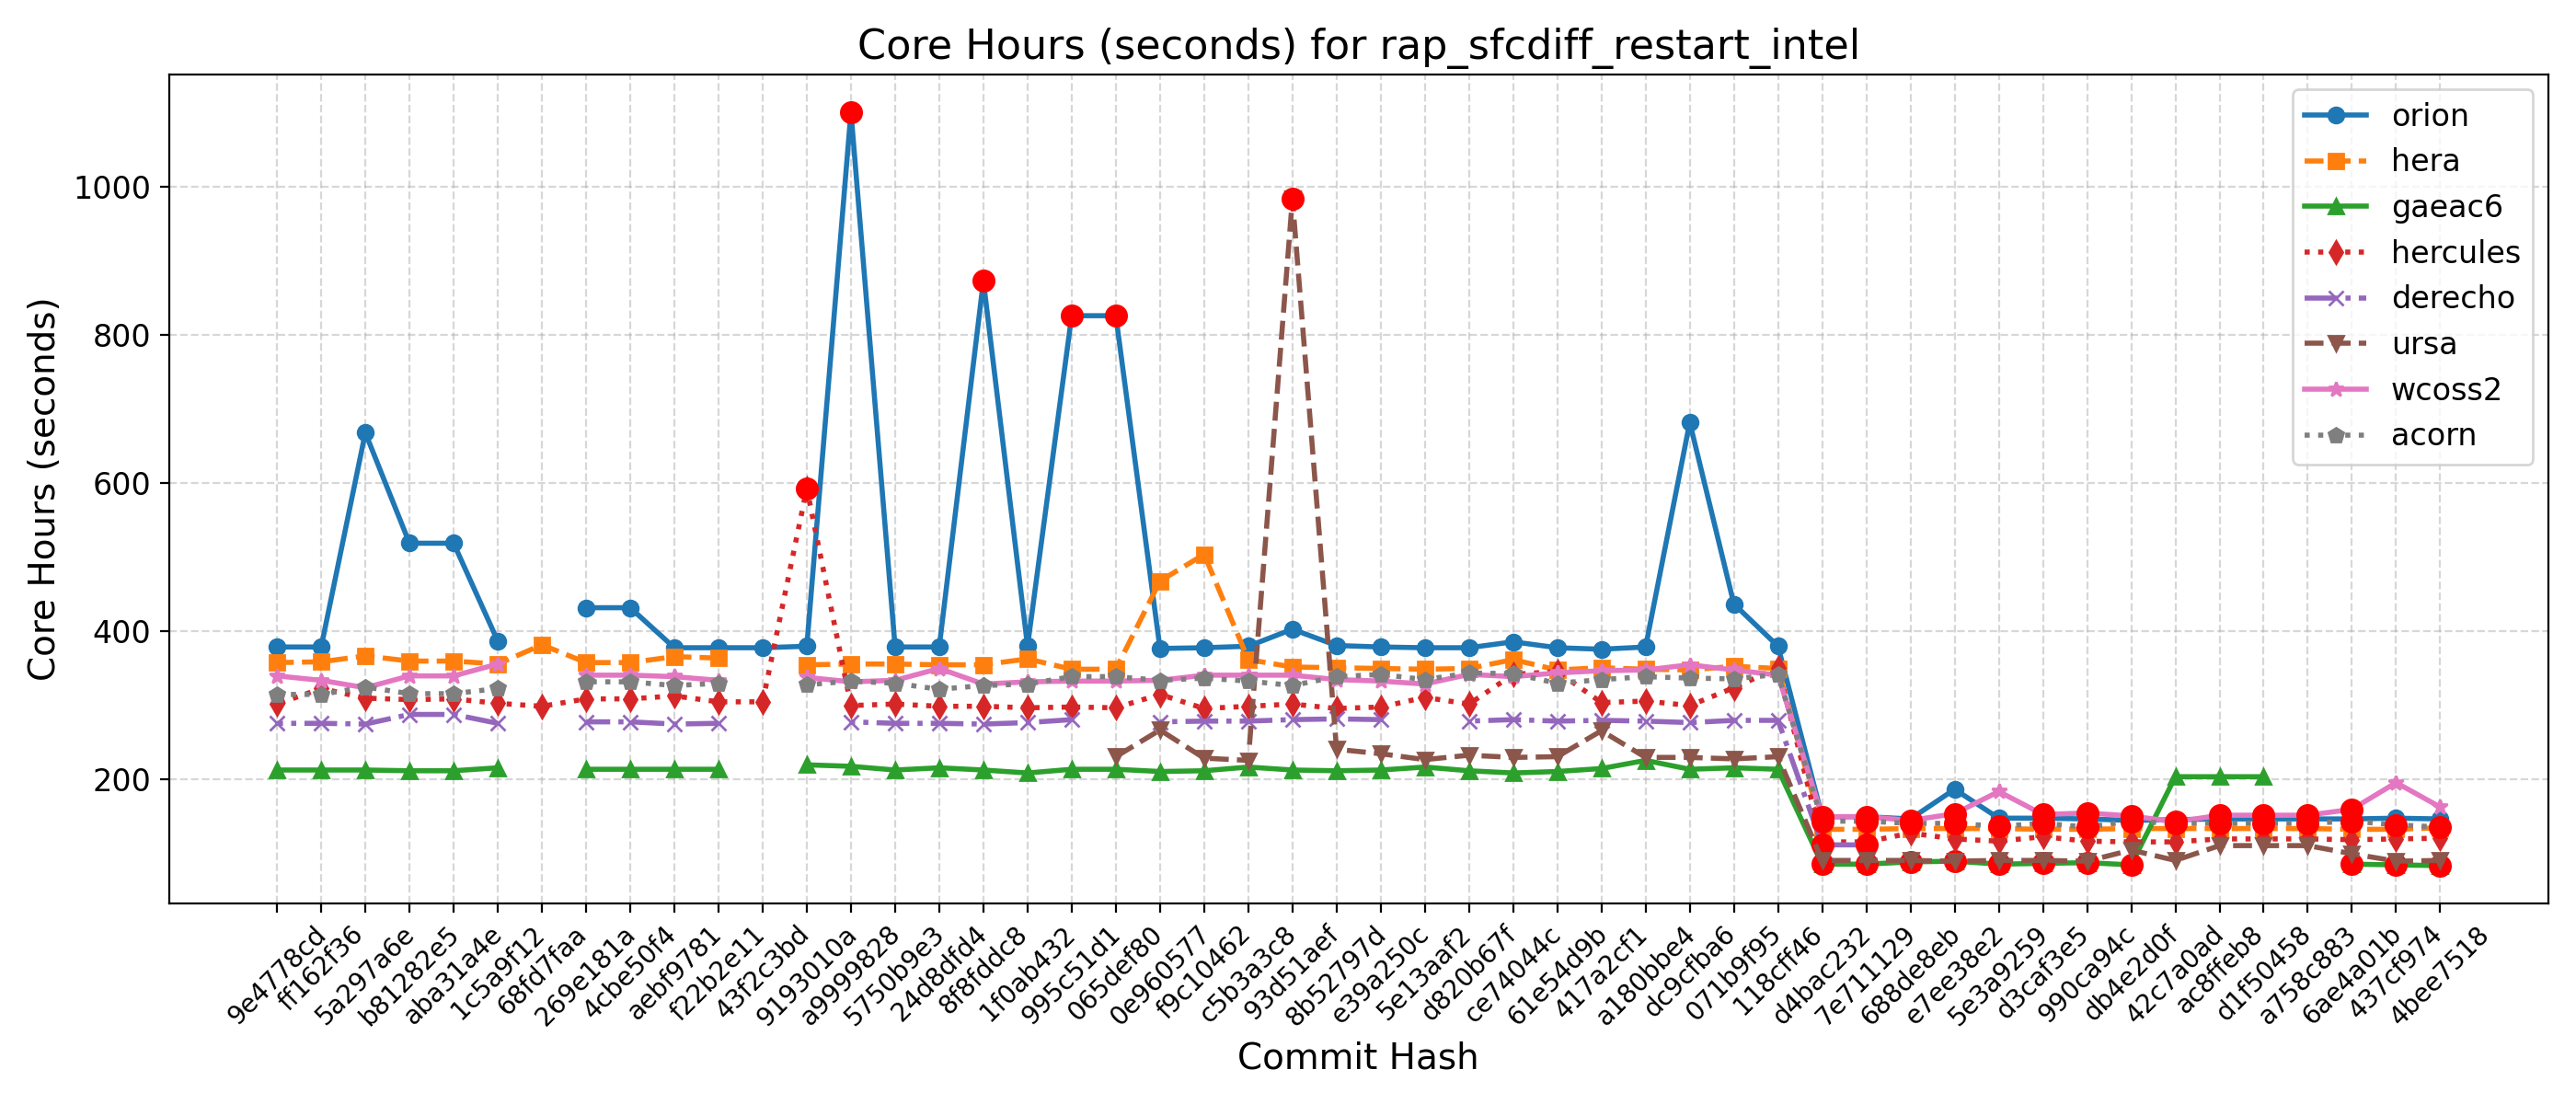 Core Hours (seconds) for rap_sfcdiff_restart_intel
Core Hours (seconds)
1000
800
600
400
200
orion
hera
gaeac6
hercules
derecho
ursa
wcoss2
acorn
9e4778cd
ff162f36
5a297a6e
b81282e5
aba31a4e
1c5a9f12
68fd7faa
269e181a
4cbe50f4
aebf9781
f22b2e11
43f2c3bd
9193010a
a9999828
5750b9e3
24d8dfd4
8f8fddc8
1f0ab432
995c51d1
065def80
0e960577
f9c10462
c5b3a3c8
93d51aef
8b52797d
e39a250c
5e13aaf2
d820b67f
ce74044c
61e54d9b
417a2cf1
a180bbe4
dc9cfba6
071b9f95
118cff46
d4bac232
7e711129
688de8eb
e7ee38e2
5e3a9259
d3caf3e5
990ca94c
db4e2d0f
42c7a0ad
ac8ffeb8
d1f50458
a758c883
6ae4a01b
437cf974
4bee7518
Commit Hash